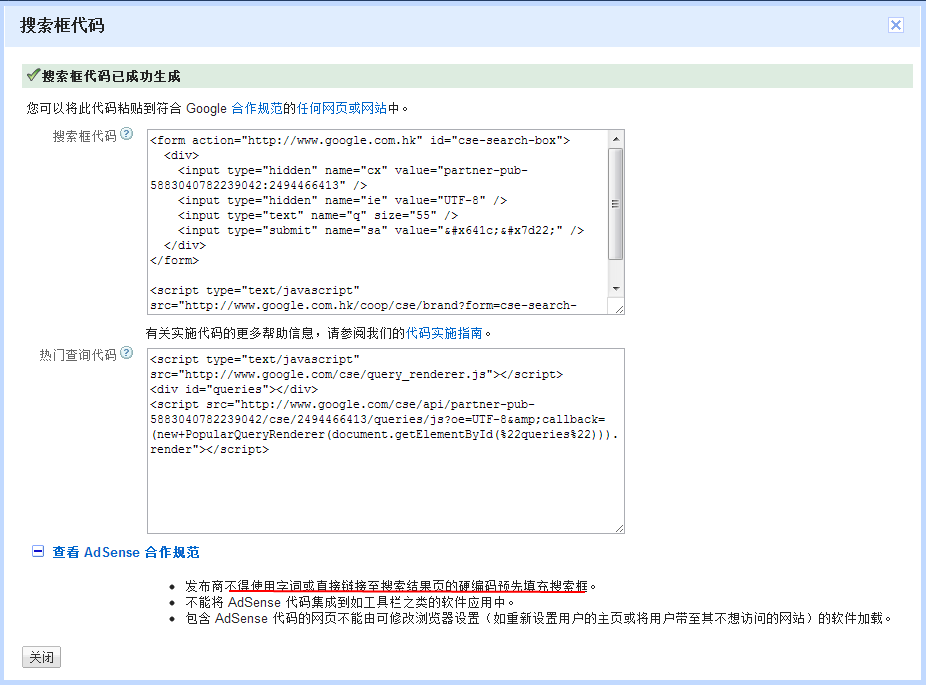 搜索框代码
搜索框代码已成功生成
您可以将此代码粘贴到符合 Google 合作规范的任何网页或网站中。
搜索框代码
<form action="http://www.google.com.hk" id="cse-search-box">
<div>
<input type="hidden" name="cx" value="partner-pub-
5883040782239042:2494466413" />
<input type="hidden" name="ie" value="UTF-8" />
<input type="text" name="q" size="55" />
<input type="submit" name="sa" value="&#x641c;&#x7d22;" />
</div>
</form>
<script type="text/javascript"
src="http://www.google.com.hk/coop/cse/brand?form=cse-search-
有关实施代码的更多帮助信息，请参阅我们的代码实施指南。
热门查询代码
<script type="text/javascript"
src="http://www.google.com/cse/query_renderer.js"></script>
<div id="queries"></div>
<script src="http://www.google.com/cse/api/partner-pub-
5883040782239042/cse/2494466413/queries/js?oe=UTF-8&amp;callback=
(new+PopularQueryRenderer(document.getElementById(%22queries%22))).
render"></script>
查看 AdSense 合作规范
• 发布商不得使用字词或直接链接至搜索结果页的硬编码预先填充搜索框。
• 不能将 AdSense 代码集成到如工具栏之类的软件应用中。
• 包含 AdSense 代码的网页不能由可修改浏览器设置（如重新设置用户的主页或将用户带至其不想访问的网站）的软件加载。
关闭